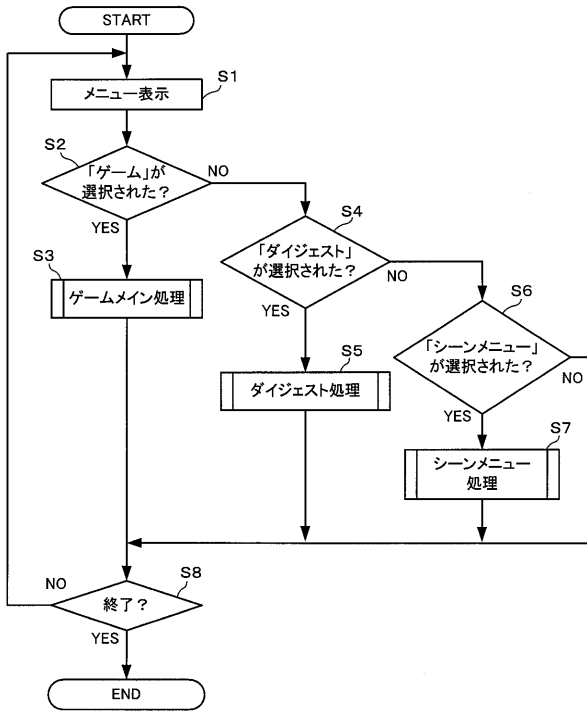 START
S1
メニュー表示
S2
「ゲーム」が
選択された？
NO
YES
S3
ゲームメイン処理
S4
「ダイジェスト」
が選択された？
NO
YES
S5
ダイジェスト処理
S6
「シーンメニュー」
が選択された？
NO
YES
S7
シーンメニュー
処理
S8
終了？
NO
YES
END